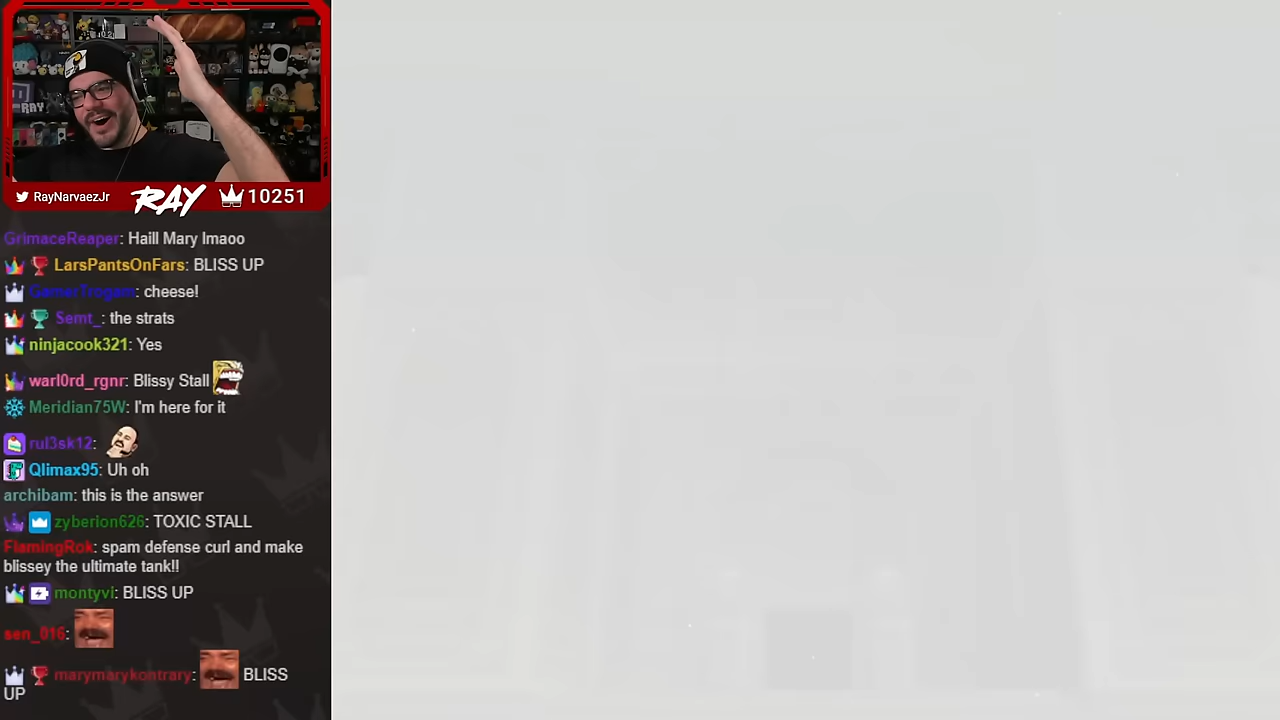 RAY
RayNarvaezJr
RAY
10251
GrimaceReaper: Haill Mary lmaoo
LarsPantsOnFars: BLISS UP
GamerTrogam: cheese!
Semt_: the strats
ninjacook321: Yes
warl0rd_rgnr: Blissy Stall
Meridian75W: I'm here for it
rul3sk12:
Qlimax95: Uh oh
archibam: this is the answer
zyberion626: TOXIC STALL
FlamingRok: spam defense curl and make
blissey the ultimate tank!!
montyvi: BLISS UP
sen_016:
marymarykontrary: BLISS
UP